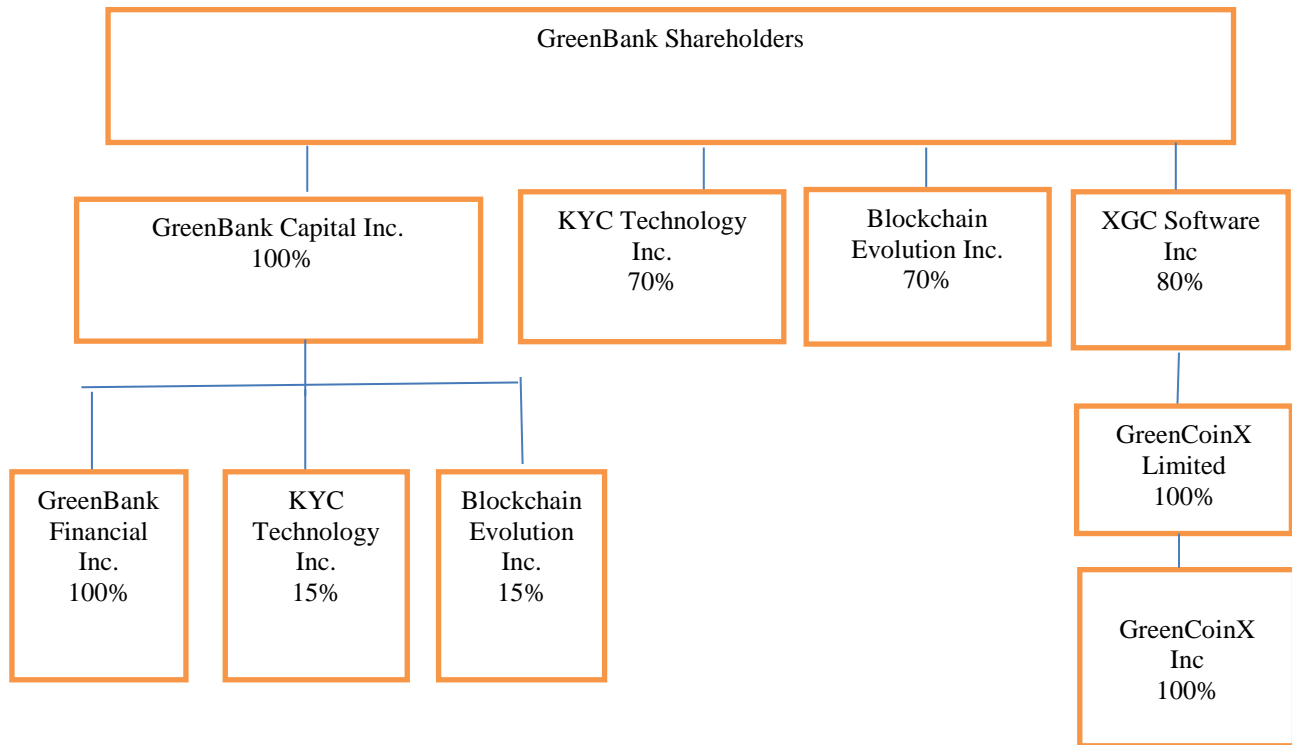 GreenBank Shareholders
GreenBank Capital Inc.
100%
KYC Technology
Inc.
70%
Blockchain
Evolution Inc.
70%
XGC Software
Inc
80%
GreenBank
Financial
Inc.
100%
KYC
Technology
Inc.
15%
Blockchain
Evolution
Inc.
15%
GreenCoinX
Limited
100%
GreenCoinX
Inc
100%